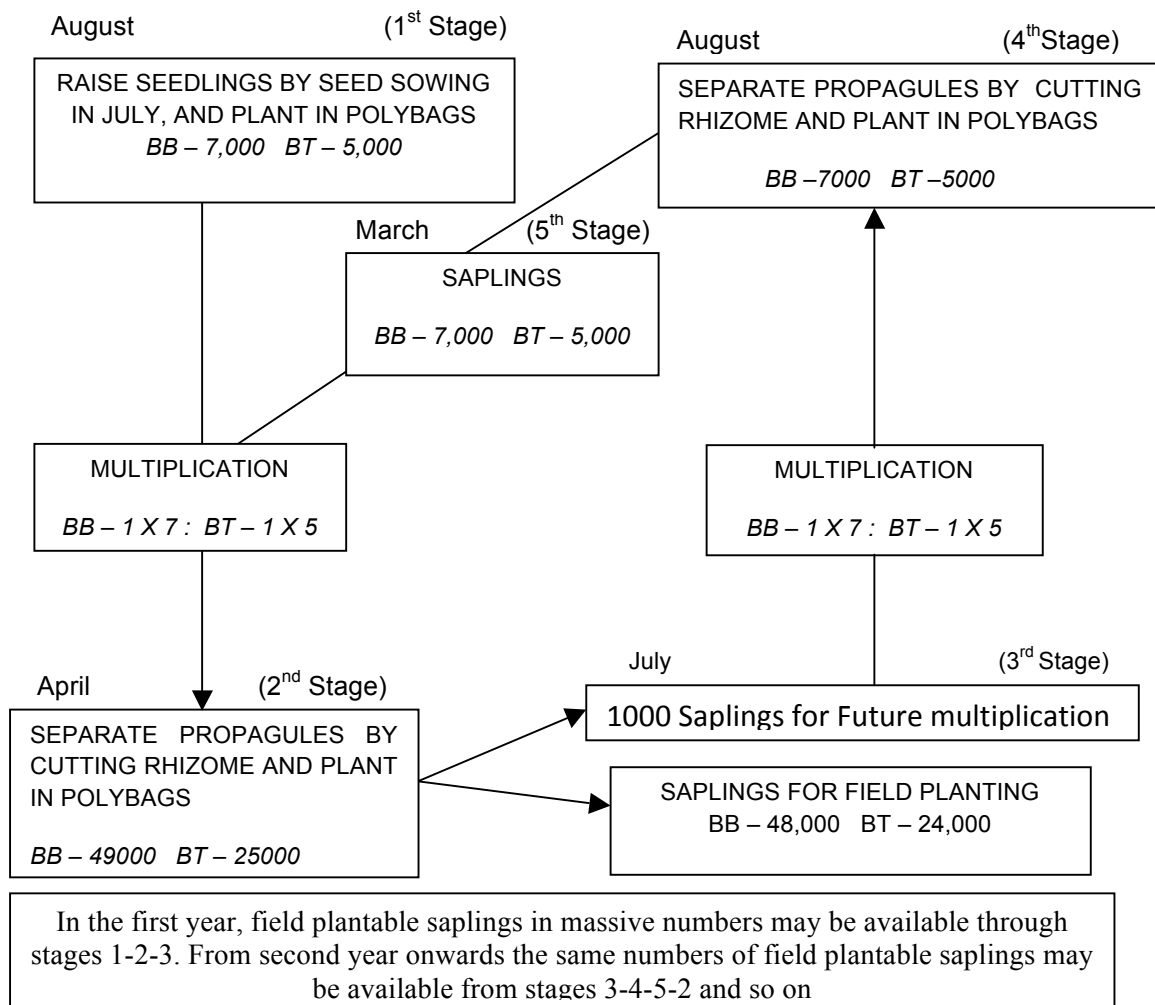 August (1st Stage)
RAISE SEEDLINGS BY SEED SOWING
IN JULY, AND PLANT IN POLYBAGS
BB – 7,000 BT – 5,000
August (4thStage)
SEPARATE PROPAGULES BY CUTTING
RHIZOME AND PLANT IN POLYBAGS
BB –7000 BT –5000
March (5th Stage)
SAPLINGS
BB – 7,000 BT – 5,000
MULTIPLICATION
BB – 1 X 7 : BT – 1 X 5
MULTIPLICATION
BB – 1 X 7 : BT – 1 X 5
April (2nd Stage)
SEPARATE PROPAGULES BY
CUTTING RHIZOME AND PLANT
IN POLYBAGS
BB – 49000 BT – 25000
July (3rd Stage)
1000 Saplings for Future multiplication
SAPLINGS FOR FIELD PLANTING
BB – 48,000 BT – 24,000
In the first year, field plantable saplings in massive numbers may be available through
stages 1-2-3. From second year onwards the same numbers of field plantable saplings may
be available from stages 3-4-5-2 and so on